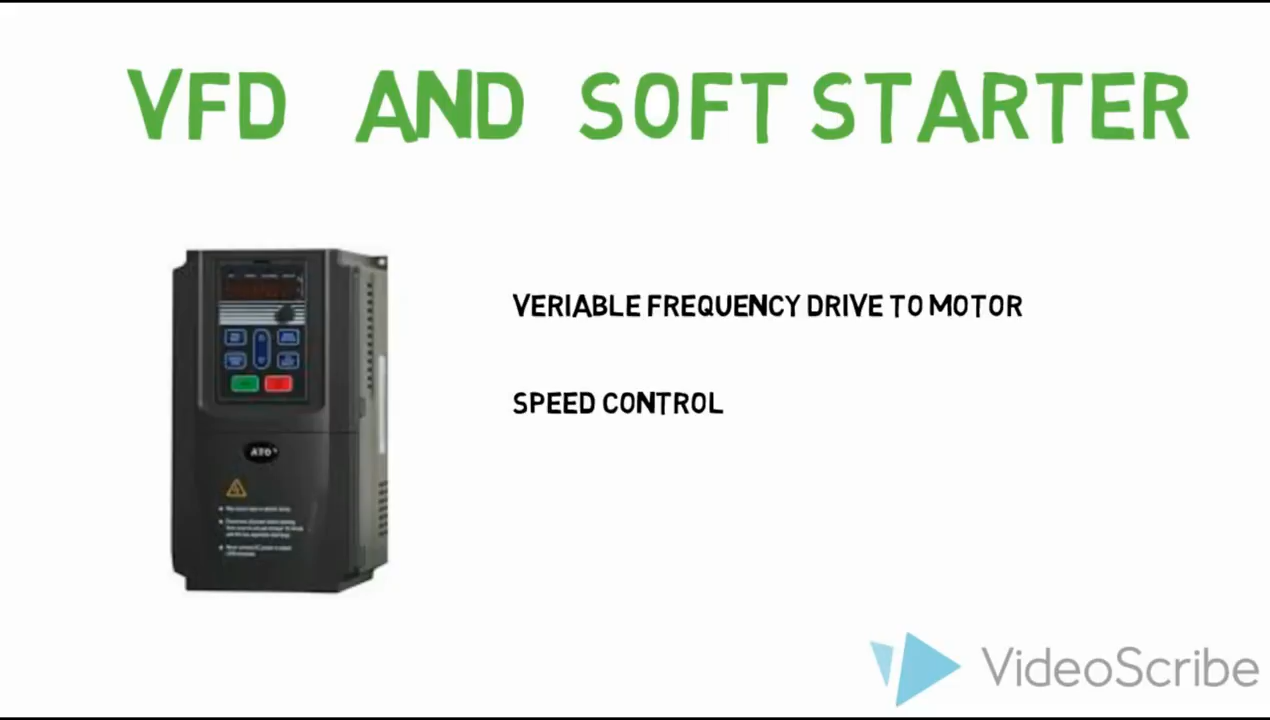 VFD AND SOFT STARTER
VERIABLE FREQUENCY DRIVE TO MOTOR
SPEED CONTROL
ATO
VideoScribe